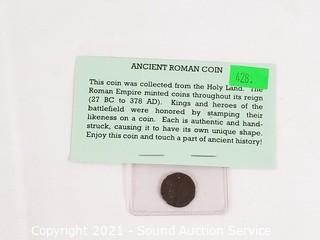 ANCIENT ROMAN COIN
428.
This coin was collected from the Holy Land. The
Roman Empire minted coins throughout its reign
(27 BC to 378 AD). Kings and heroes of the
battlefield were honored by stamping their
likeness on a coin. Each is authentic and hand-
struck, causing it to have its own unique shape.
Enjoy this coin and touch a part of ancient history!
Copyright 2021 - Sound Auction Service